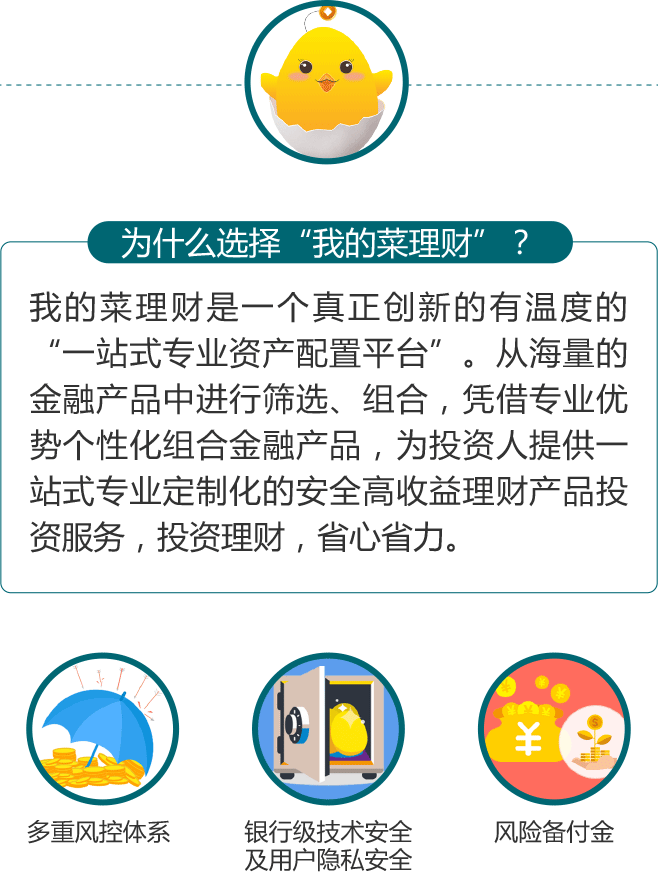 为什么选择“我的菜理财”？
我的菜理财是一个真正创新的有温度的
“一站式专业资产配置平台”。从海量的
金融产品中进行筛选、组合，凭借专业优
势个性化组合金融产品，为投资人提供一
站式专业定制化的安全高收益理财产品投
资服务，投资理财，省心省力。
¥
$
多重风控体系
银行级技术安全
及用户隐私安全
风险备付金